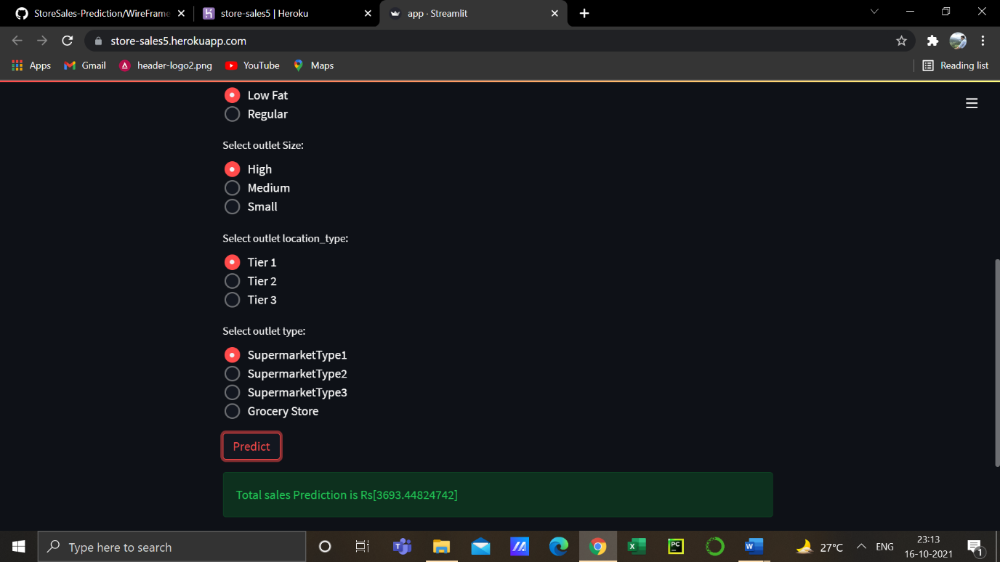 StoreSales-Prediction/WireFrame
store-sales5 | Heroku
app · Streamlit
store-sales5.herokuapp.com
Apps
Gmail
header-logo2.png
YouTube
Maps
Reading list
Low Fat
Regular
Select outlet Size:
High
Medium
Small
Select outlet location_type:
Tier 1
Tier 2
Tier 3
Select outlet type:
SupermarketType1
SupermarketType2
SupermarketType3
Grocery Store
Predict
Total sales Prediction is Rs[3693.44824742]
Type here to search
27°C
ENG
23:13
16-10-2021
1